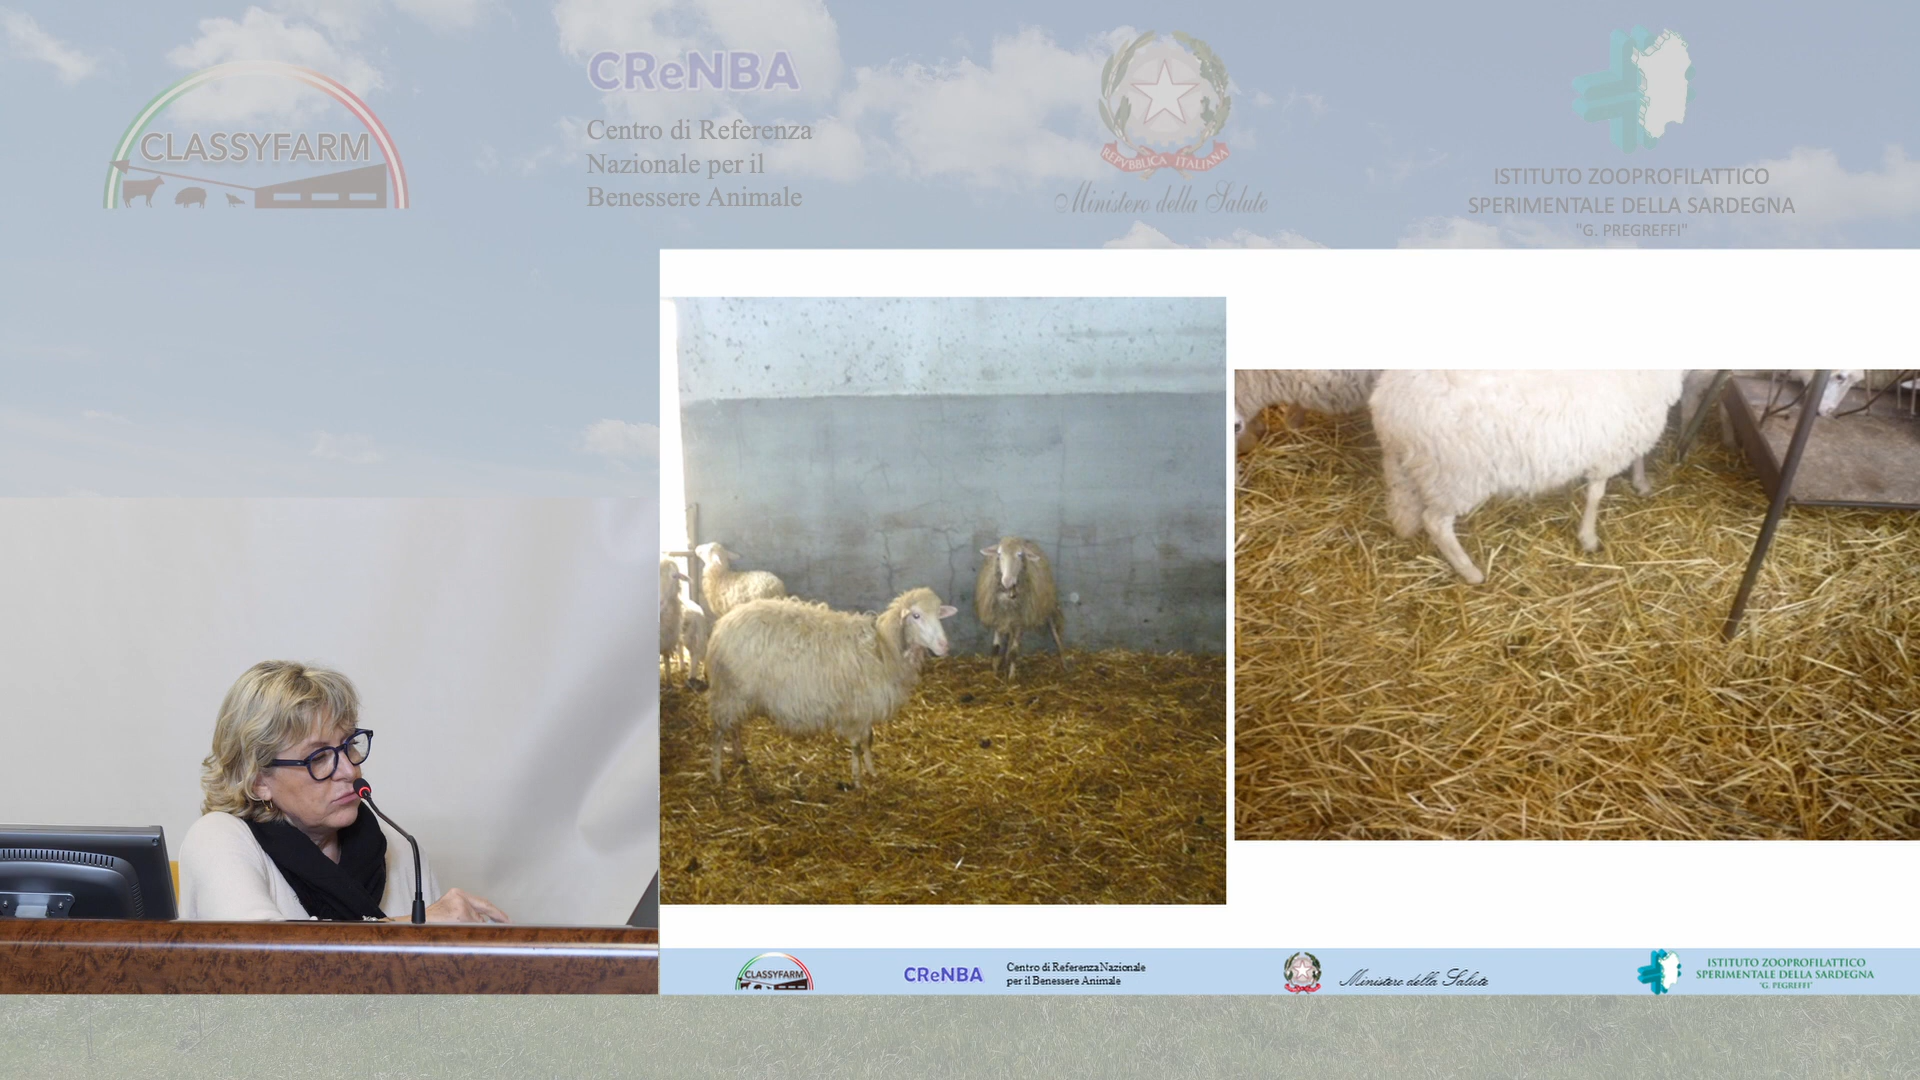 CLASSYFARM
CReNBA
Centro di Referenza
Nazionale per il
Benessere Animale
REPVBBLICA ITALIANA
Ministero della Salute
ISTITUTO ZOOPROFILATTICO
SPERIMENTALE DELLA SARDEGNA
"G. PREGREFFI"
CLASSYFARM
CReNBA
Centro di Referenza Nazionale
per il Benessere Animale
Ministero della Salute
ISTITUTO ZOOPROFILATTICO
SPERIMENTALE DELLA SARDEGNA
"G. PEGREFFI"